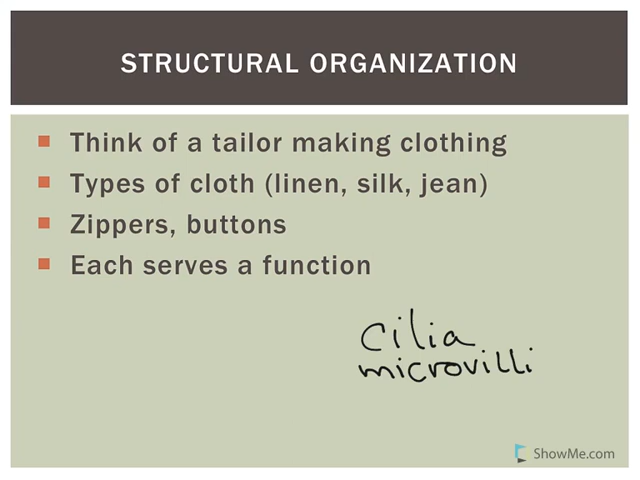 STRUCTURAL ORGANIZATION
Think of a tailor making clothing
Types of cloth (linen, silk, jean)
Zippers, buttons
Each serves a function
cilia
microvilli
ShowMe.com